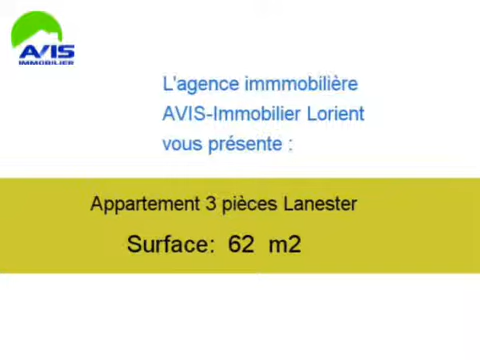 AVIS
IMMOBILIER
L'agence immmobilière
AVIS-Immobilier Lorient
vous présente :
Appartement 3 pièces Lanester
Surface: 62 m2